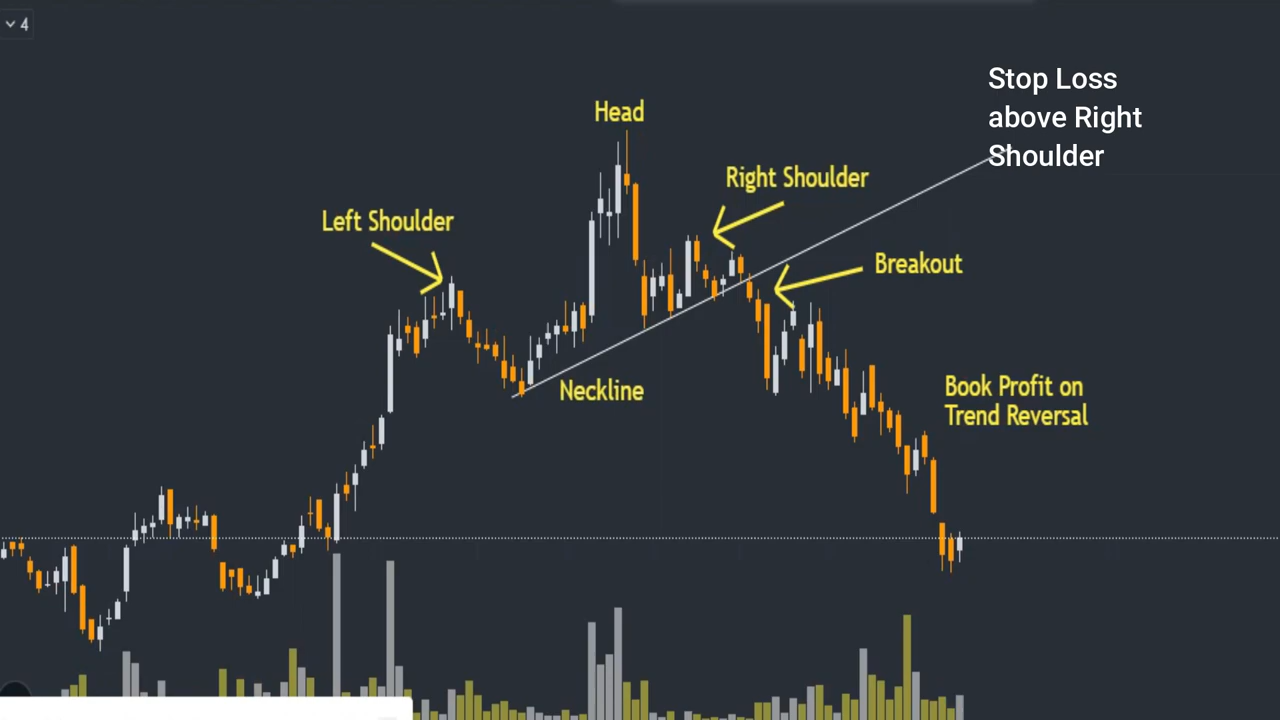 4
Stop Loss
above Right
Shoulder
Head
Right Shoulder
Left Shoulder
Breakout
Neckline
Book Profit on
Trend Reversal